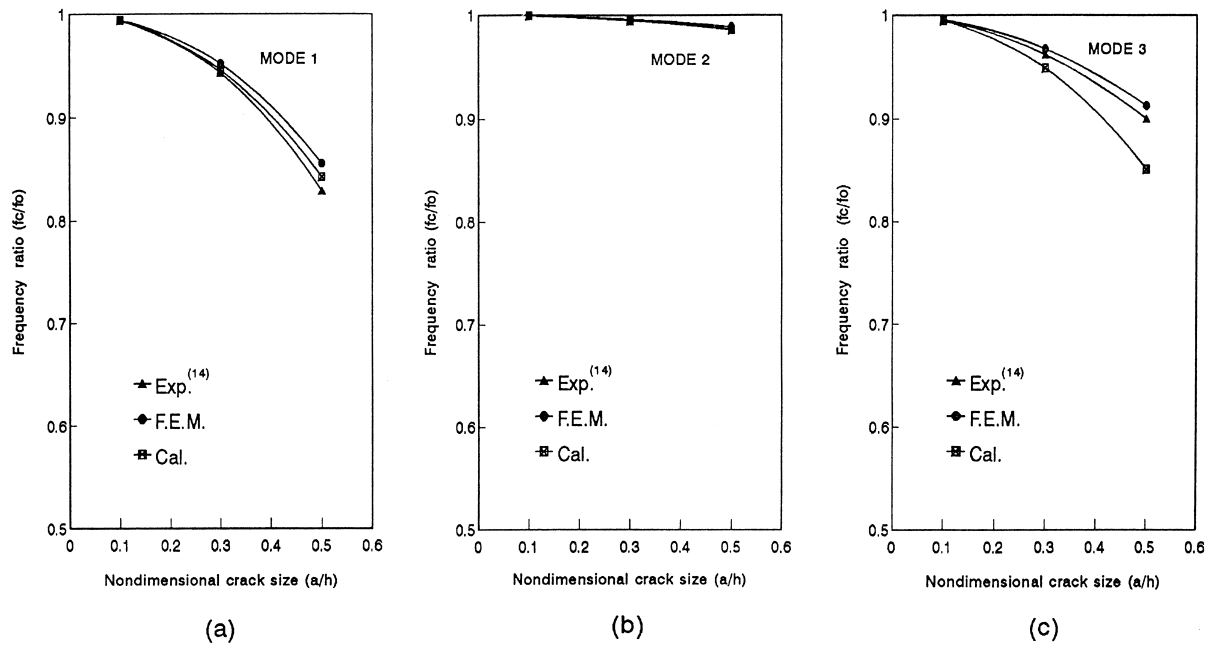 MODE 1
1
0.9
0.8
0.7
0.6
0.5
Frequency ratio (fc/fo)
Exp.(14)
F.E.M.
Cal.
0 0.1 0.2 0.3 0.4 0.5 0.6
Nondimensional crack size (a/h)
(a)
MODE 2
1
0.9
0.8
0.7
0.6
0.5
Frequency ratio (fc/fo)
Exp.(14)
F.E.M.
Cal.
0 0.1 0.2 0.3 0.4 0.5 0.6
Nondimensional crack size (a/h)
(b)
MODE 3
1
0.9
0.8
0.7
0.6
0.5
Frequency ratio (fc/fo)
Exp.(14)
F.E.M.
Cal.
0 0.1 0.2 0.3 0.4 0.5 0.6
Nondimensional crack size (a/h)
(c)